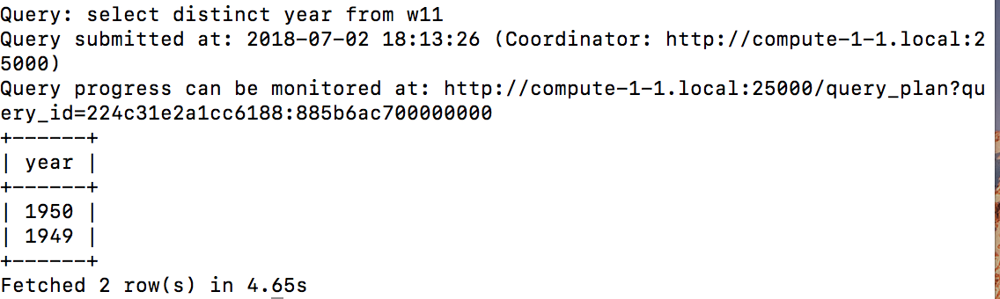 Query: select distinct year from w11
Query submitted at: 2018-07-02 18:13:26 (Coordinator: http://compute-1-1.local:2
5000)
Query progress can be monitored at: http://compute-1-1.local:25000/query_plan?qu
ery_id=224c31e2a1cc6188:885b6ac700000000
+------+
| year |
+------+
| 1950 |
| 1949 |
+------+
Fetched 2 row(s) in 4.65s